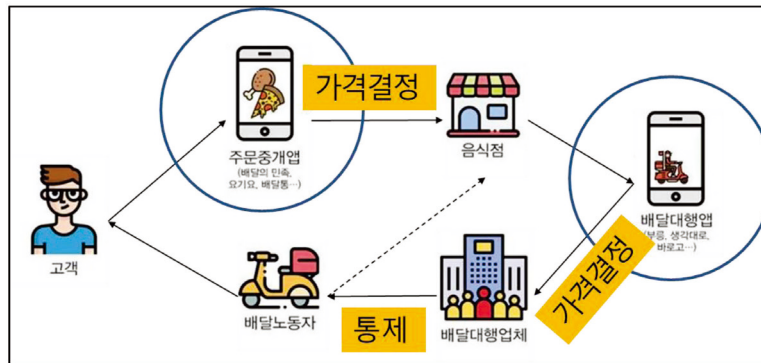 가격결정
주문중개앱
(배달의 민족,
요기요, 배달통…)
음식점
고객
배달대행앱
(부릉, 생각대로,
바로고…)
가격결정
배달노동자
통제
배달대행업체